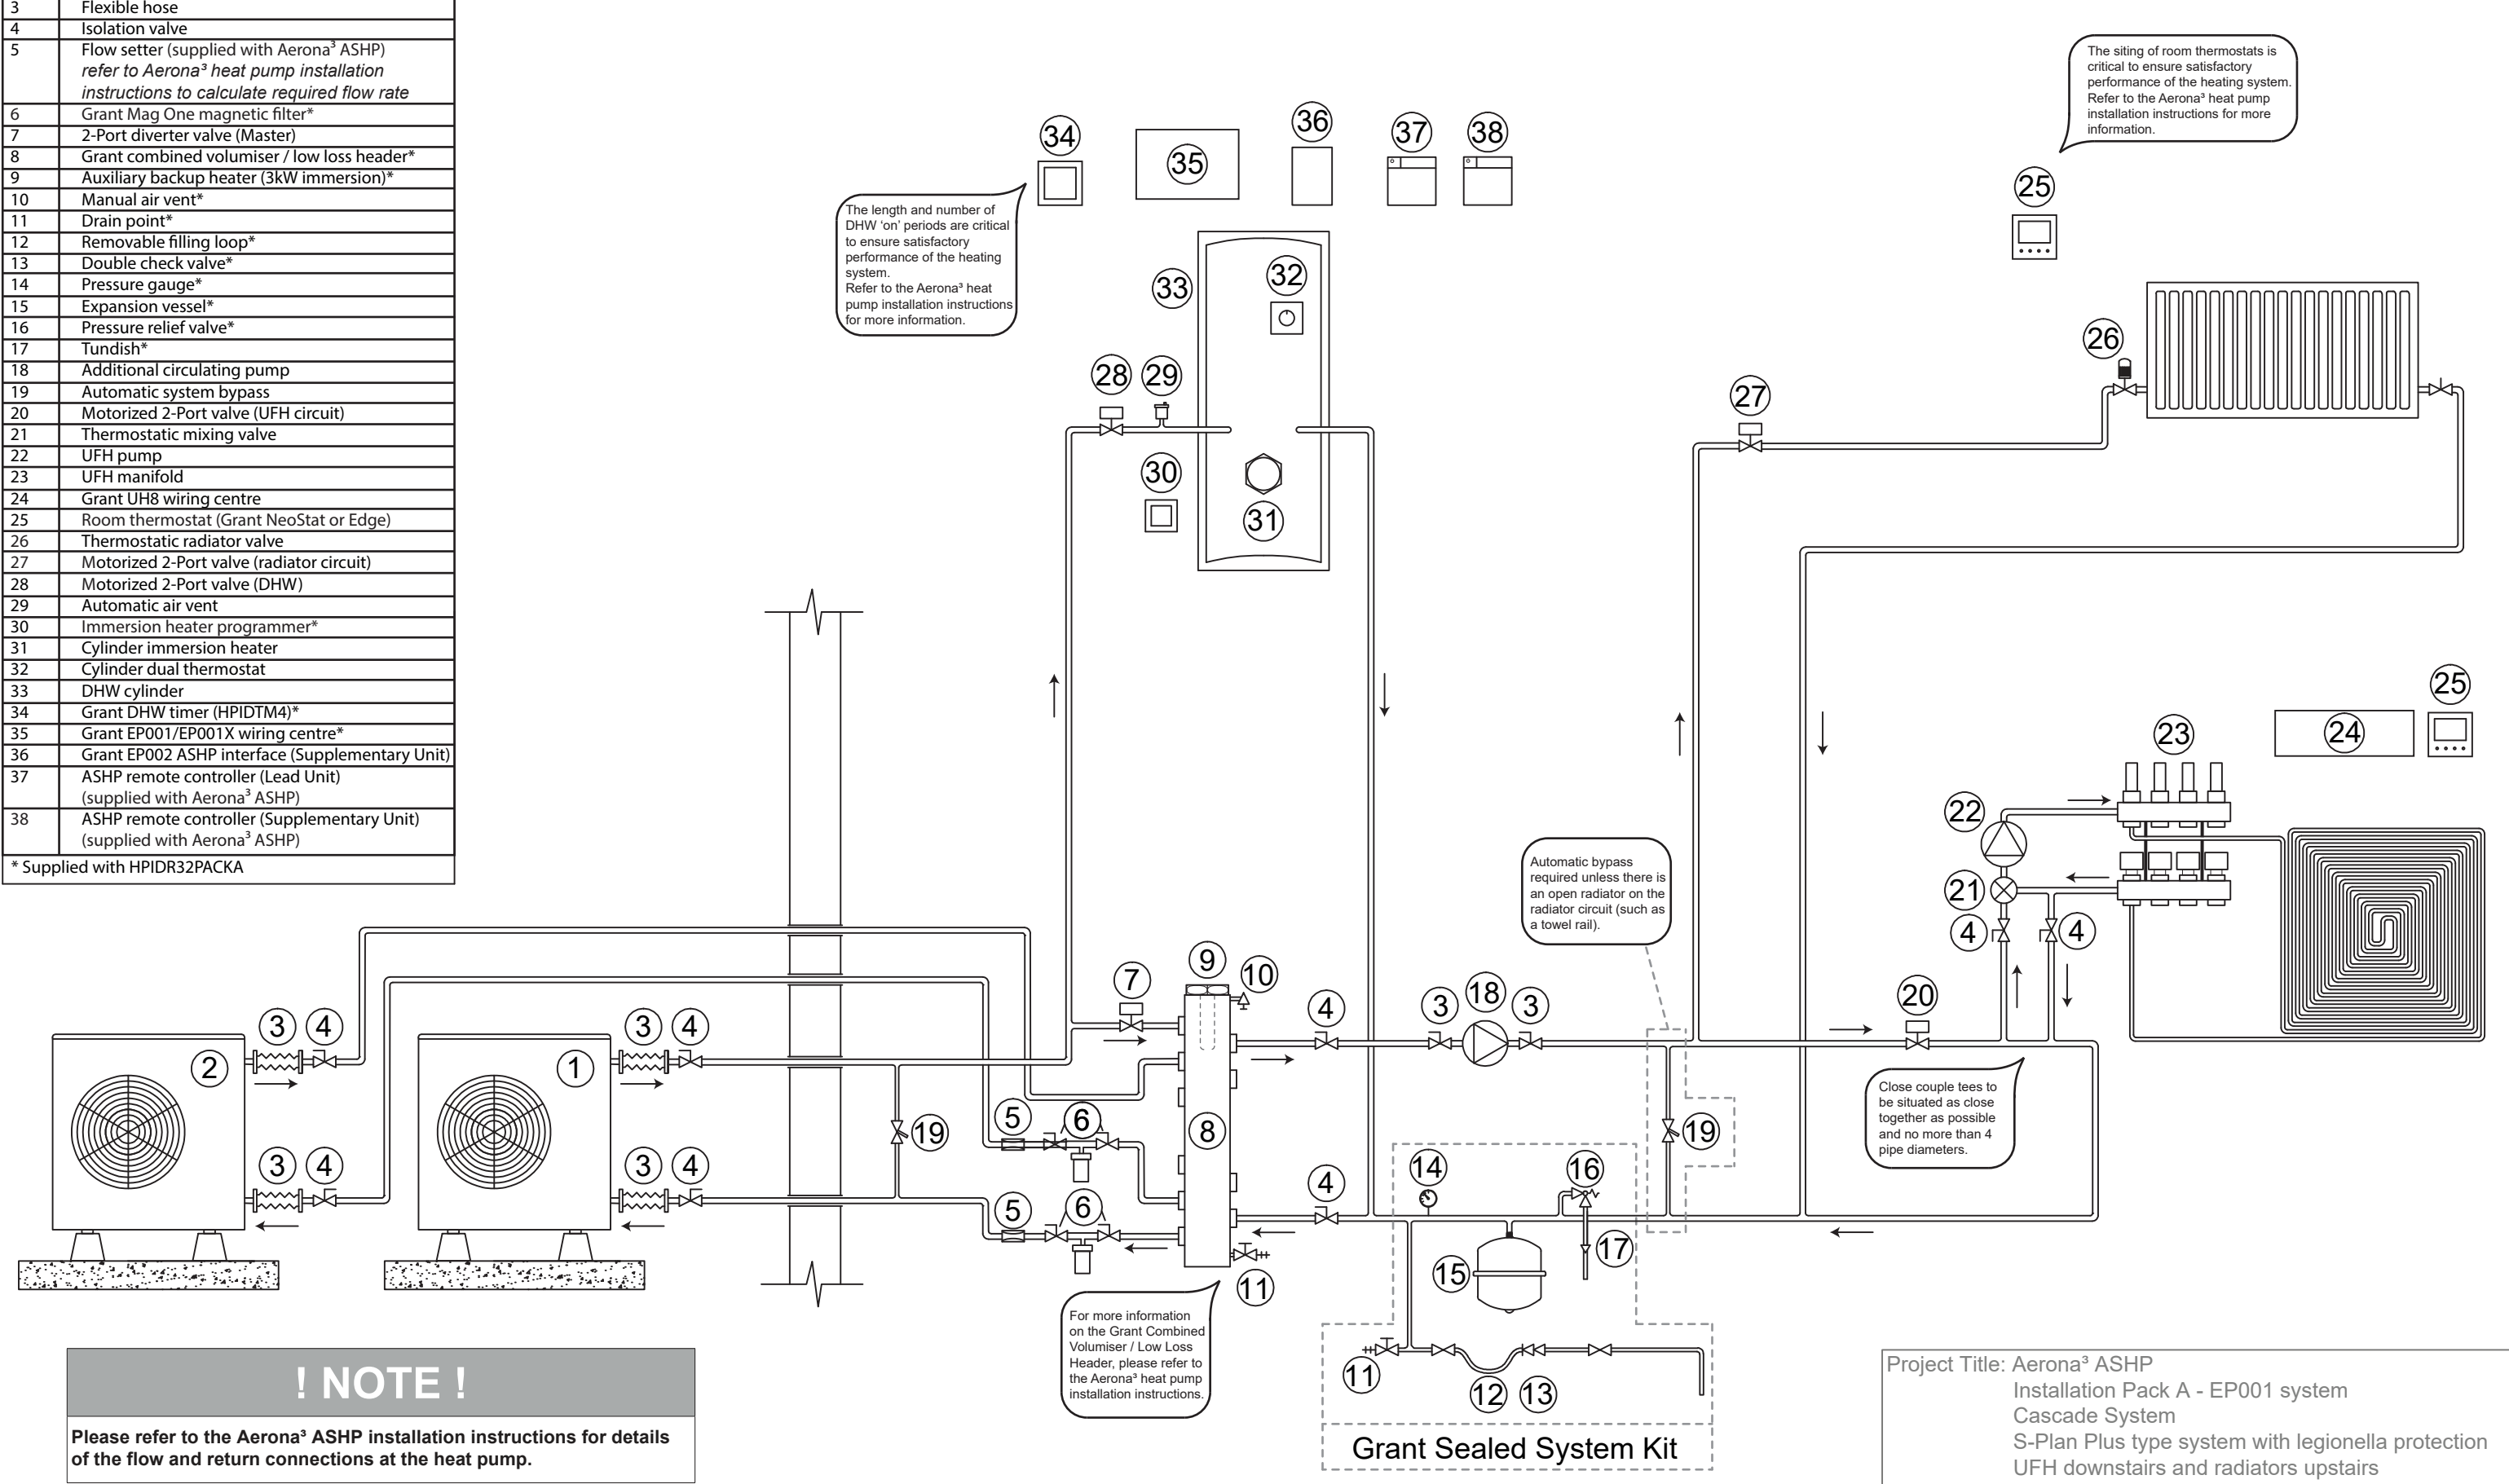 3 Flexible hose
4 Isolation valve
5 Flow setter (supplied with Aerona³ ASHP)
refer to Aerona³ heat pump installation
instructions to calculate required flow rate
6 Grant Mag One magnetic filter*
7 2-Port diverter valve (Master)
8 Grant combined volumiser / low loss header*
9 Auxiliary backup heater (3kW immersion)*
10 Manual air vent*
11 Drain point*
12 Removable filling loop*
13 Double check valve*
14 Pressure gauge*
15 Expansion vessel*
16 Pressure relief valve*
17 Tundish*
18 Additional circulating pump
19 Automatic system bypass
20 Motorized 2-Port valve (UFH circuit)
21 Thermostatic mixing valve
22 UFH pump
23 UFH manifold
24 Grant UH8 wiring centre
25 Room thermostat (Grant NeoStat or Edge)
26 Thermostatic radiator valve
27 Motorized 2-Port valve (radiator circuit)
28 Motorized 2-Port valve (DHW)
29 Automatic air vent
30 Immersion heater programmer*
31 Cylinder immersion heater
32 Cylinder dual thermostat
33 DHW cylinder
34 Grant DHW timer (HPIDTM4)*
35 Grant EP001/EP001X wiring centre*
36 Grant EP002 ASHP interface (Supplementary Unit)
37 ASHP remote controller (Lead Unit)
(supplied with Aerona³ ASHP)
38 ASHP remote controller (Supplementary Unit)
(supplied with Aerona³ ASHP)
* Supplied with HPIDR32PACKA
The siting of room thermostats is
critical to ensure satisfactory
performance of the heating system.
Refer to the Aerona³ heat pump
installation instructions for more
information.
34
35
36
37
38
25
The length and number of
DHW ‘on’ periods are critical
to ensure satisfactory
performance of the heating
system.
Refer to the Aerona³ heat
pump installation instructions
for more information.
33
32
28
29
30
31
26
27
25
24
23
22
21
4
4
20
Automatic bypass
required unless there is
an open radiator on the
radiator circuit (such as
a towel rail).
Close couple tees to
be situated as close
together as possible
and no more than 4
pipe diameters.
7
9
10
4
3
18
3
3
4
2
3
4
1
5
6
8
19
19
3
4
3
4
5
6
4
14
16
17
15
11
For more information
on the Grant Combined
Volumiser / Low Loss
Header, please refer to
the Aerona³ heat pump
installation instructions.
11
12
13
Grant Sealed System Kit
! NOTE !
Please refer to the Aerona³ ASHP installation instructions for details
of the flow and return connections at the heat pump.
Project Title: Aerona³ ASHP
Installation Pack A - EP001 system
Cascade System
S-Plan Plus type system with legionella protection
UFH downstairs and radiators upstairs